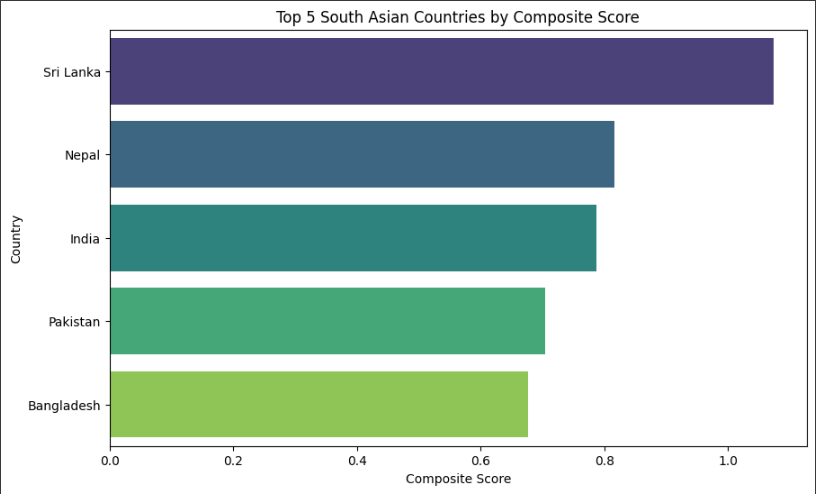 Top 5 South Asian Countries by Composite Score
Country
Sri Lanka
Nepal
India
Pakistan
Bangladesh
0.0 0.2 0.4 0.6 0.8 1.0
Composite Score